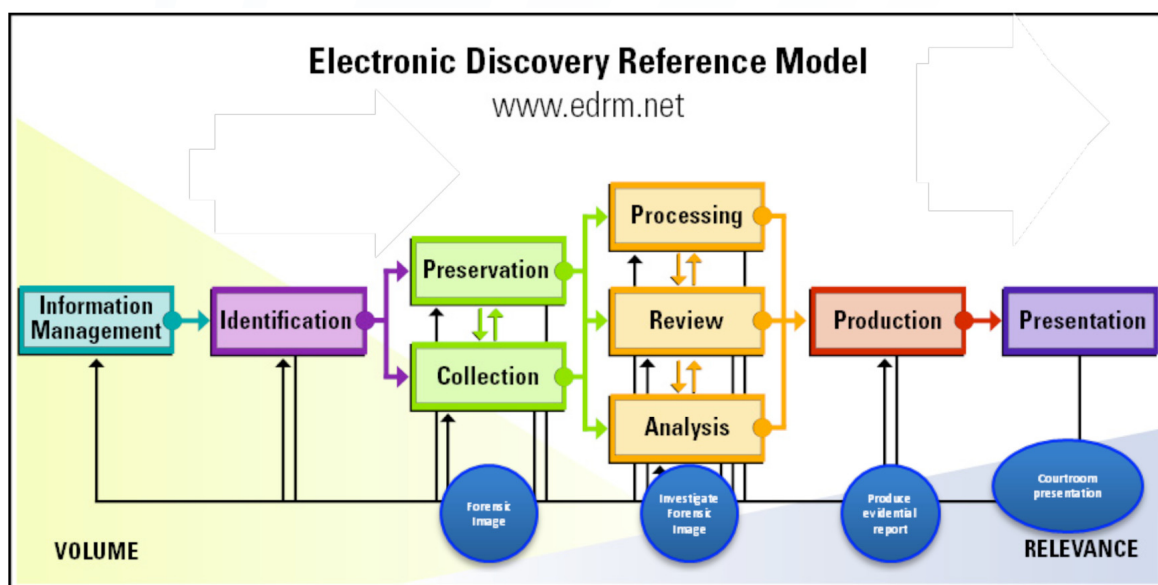 Electronic Discovery Reference Model
www.edrm.net
Information
Management
Identification
Preservation
Collection
Processing
Review
Analysis
Production
Presentation
Forensic
Image
Investigate
Forensic
Image
Produce
evidential
report
Courtroom
presentation
VOLUME
RELEVANCE